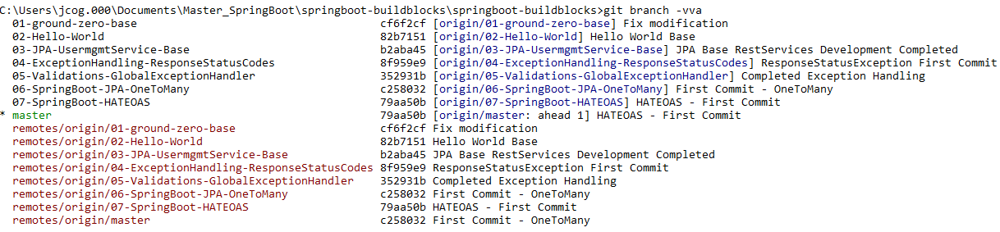 C:\Users\jcog.000\Documents\Master_SpringBoot\springboot-buildblocks\springboot-buildblocks>git branch -vva
01-ground-zero-base cf6f2cf [origin/01-ground-zero-base] Fix modification
02-Hello-World 82b7151 [origin/02-Hello-World] Hello World Base
03-JPA-UsermgmtService-Base b2aba45 [origin/03-JPA-UsermgmtService-Base] JPA Base RestServices Development Completed
04-ExceptionHandling-ResponseStatusCodes 8f959e9 [origin/04-ExceptionHandling-ResponseStatusCodes] ResponseStatusException First Commit
05-Validations-GlobalExceptionHandler 352931b [origin/05-Validations-GlobalExceptionHandler] Completed Exception Handling
06-SpringBoot-JPA-OneToMany c258032 [origin/06-SpringBoot-JPA-OneToMany] First Commit - OneToMany
07-SpringBoot-HATEOAS 79aa50b [origin/07-SpringBoot-HATEOAS] HATEOAS - First Commit
* master 79aa50b [origin/master: ahead 1] HATEOAS - First Commit
remotes/origin/01-ground-zero-base cf6f2cf Fix modification
remotes/origin/02-Hello-World 82b7151 Hello World Base
remotes/origin/03-JPA-UsermgmtService-Base b2aba45 JPA Base RestServices Development Completed
remotes/origin/04-ExceptionHandling-ResponseStatusCodes 8f959e9 ResponseStatusException First Commit
remotes/origin/05-Validations-GlobalExceptionHandler 352931b Completed Exception Handling
remotes/origin/06-SpringBoot-JPA-OneToMany c258032 First Commit - OneToMany
remotes/origin/07-SpringBoot-HATEOAS 79aa50b HATEOAS - First Commit
remotes/origin/master c258032 First Commit - OneToMany